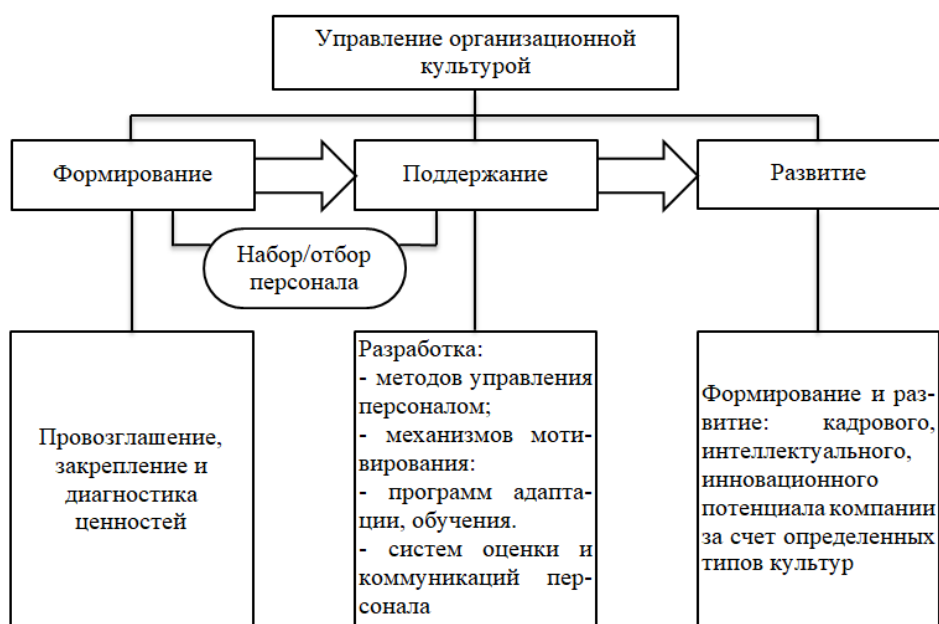 Управление организационной
культурой
Формирование
Поддержание
Развитие
Набор/отбор
персонала
Провозглашение,
закрепление и
диагностика
ценностей
Разработка:
- методов управления
персоналом;
- механизмов моти-
вирования:
- программ адапта-
ции, обучения.
- систем оценки и
коммуникаций пер-
сонала
Формирование и раз-
витие: кадрового,
интеллектуального,
инновационного
потенциала компании
за счет определенных
типов культур